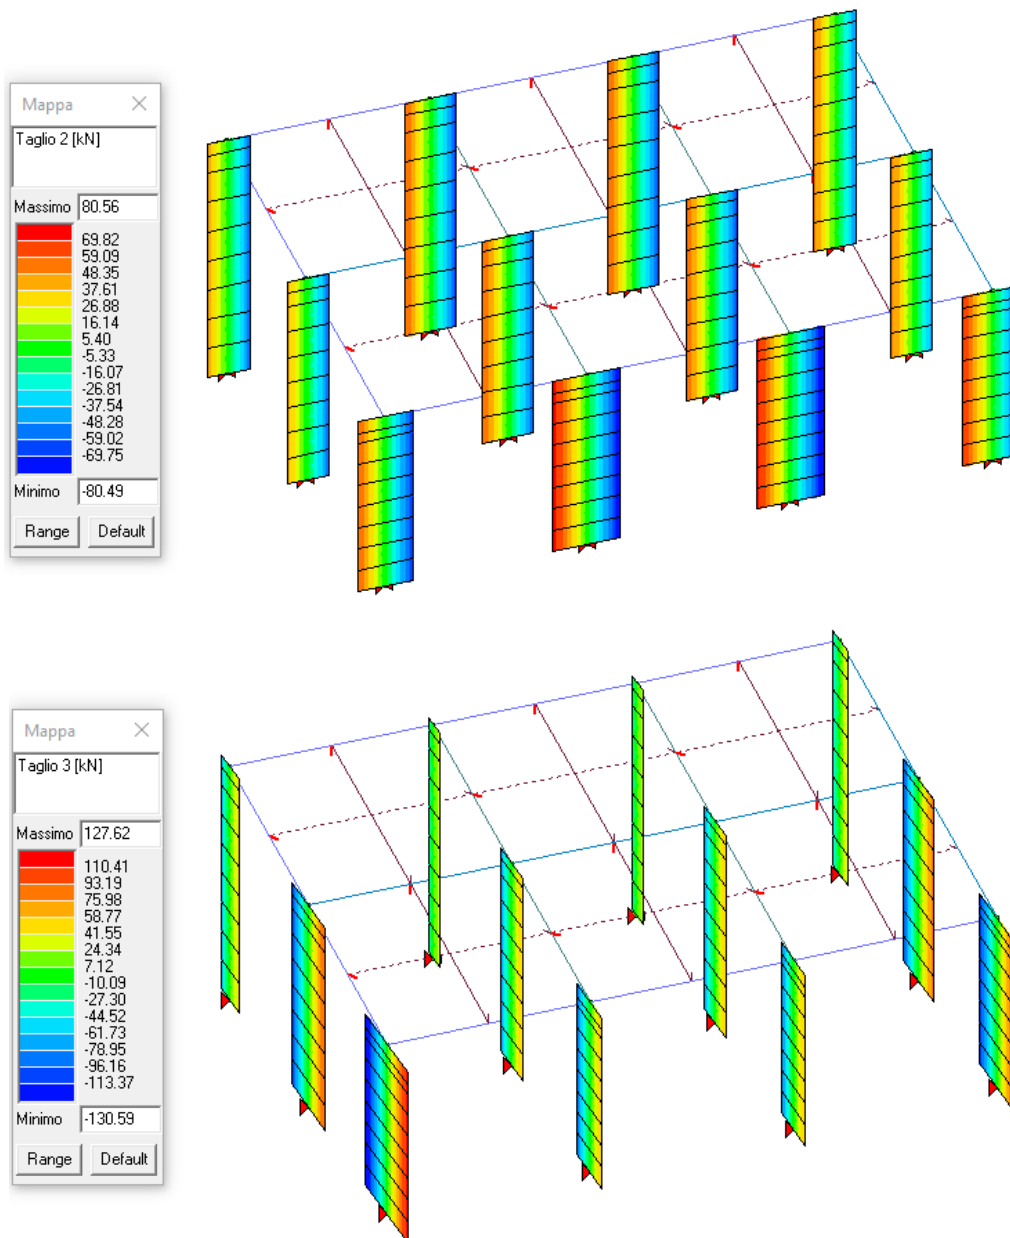 Mappa
Taglio 2 [kN]
Massimo 80.56
69.82
59.09
48.35
37.61
26.88
16.14
5.40
-5.33
-16.07
-26.81
-37.54
-48.28
-59.02
-69.75
Minimo -80.49
Range Default
Mappa
Taglio 3 [kN]
Massimo 127.62
110.41
93.19
75.98
58.77
41.55
24.34
7.12
-10.09
-27.30
-44.52
-61.73
-78.95
-96.16
-113.37
Minimo -130.59
Range Default